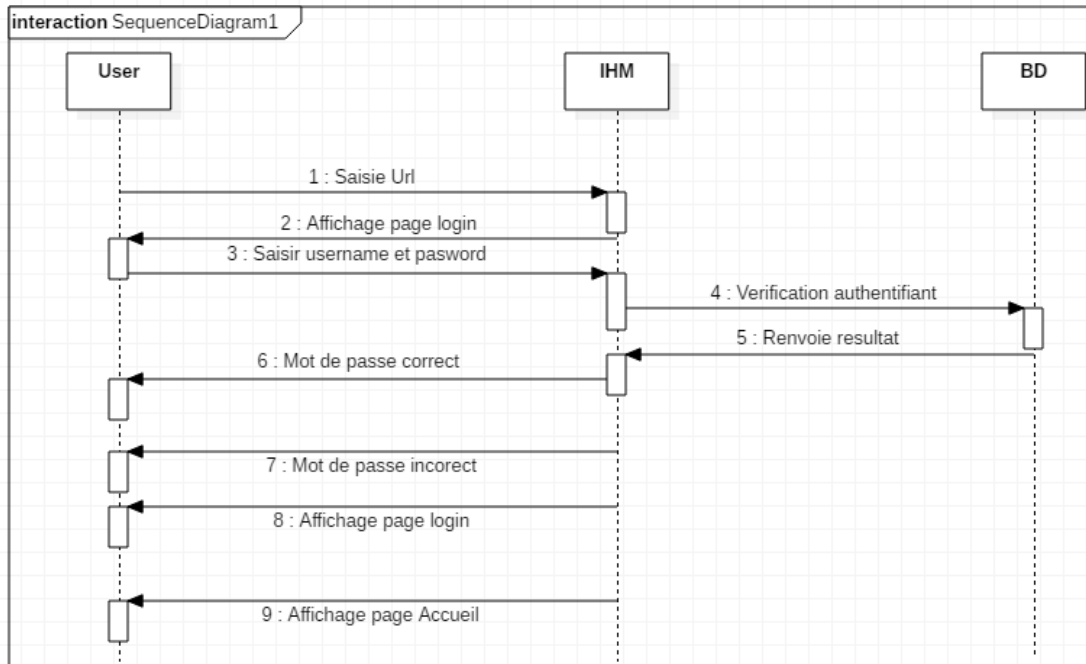 interaction SequenceDiagram1
User
IHM
BD
1 : Saisie Url
2 : Affichage page login
3 : Saisir username et pasword
4 : Verification authentifiant
5 : Renvoie resultat
6 : Mot de passe correct
7 : Mot de passe incorect
8 : Affichage page login
9 : Affichage page Accueil